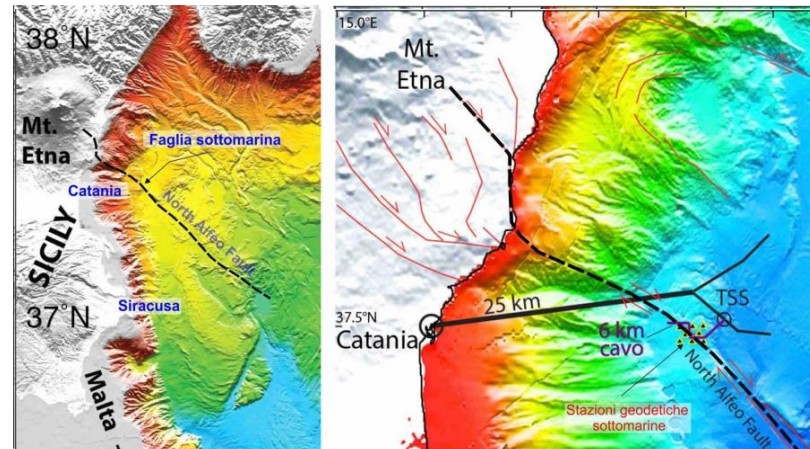 38°N
Mt.
Etna
Faglia sottomarina
Catania
North Alfeo Fault
SICILY
Siracusa
37°N
Malta
15.0°E
Mt.
Etna
25 km
37.5°N
Catania
TSS
6 km
cavo
North Alfeo Fault
Stazioni geodetiche
sottomarine